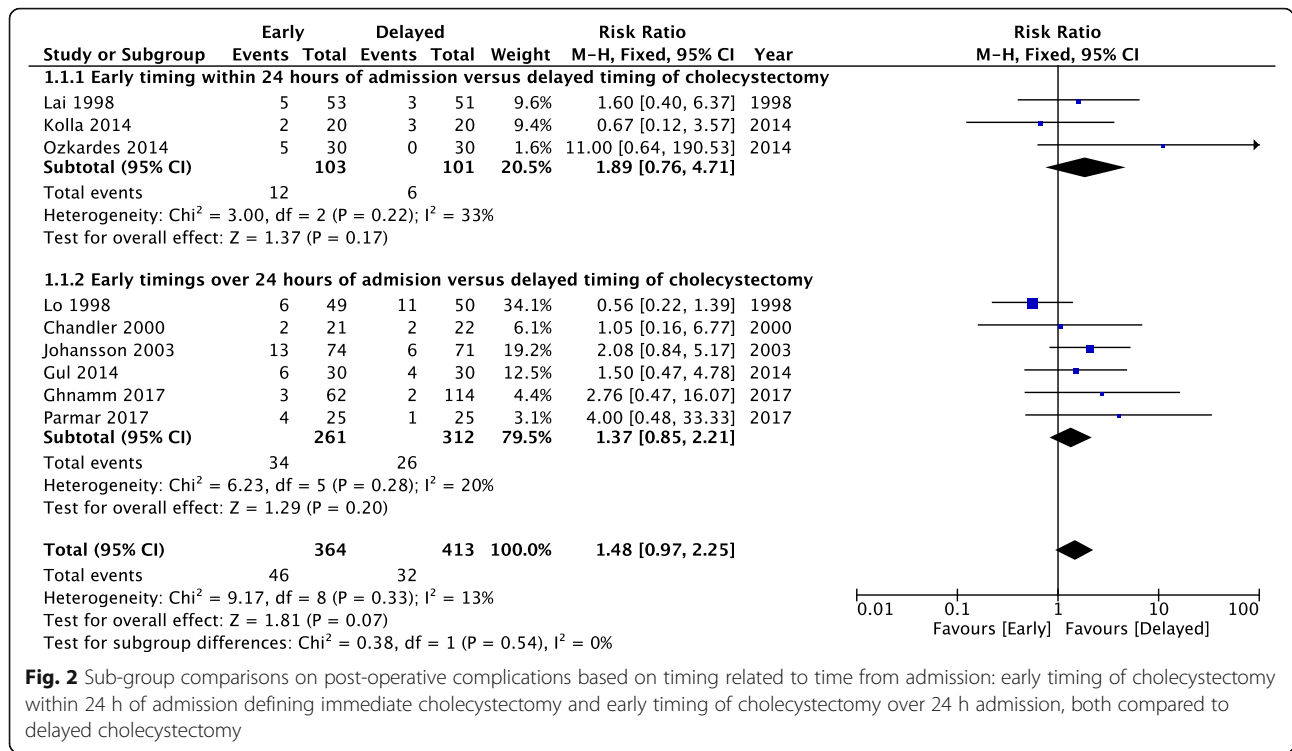 Early Delayed Risk Ratio Risk Ratio
Study or Subgroup Events Total Events Total Weight M-H, Fixed, 95% CI Year M-H, Fixed, 95% CI
1.1.1 Early timing within 24 hours of admission versus delayed timing of cholecystectomy
Lai 1998 5 53 3 51 9.6% 1.60 [0.40, 6.37] 1998
Kolla 2014 2 20 3 20 9.4% 0.67 [0.12, 3.57] 2014
Ozkardes 2014 5 30 0 30 1.6% 11.00 [0.64, 190.53] 2014
Subtotal (95% CI) 103 101 20.5% 1.89 [0.76, 4.71]
Total events 12 6
Heterogeneity: Chi² = 3.00, df = 2 (P = 0.22); I² = 33%
Test for overall effect: Z = 1.37 (P = 0.17)
1.1.2 Early timings over 24 hours of admision versus delayed timing of cholecystectomy
Lo 1998 6 49 11 50 34.1% 0.56 [0.22, 1.39] 1998
Chandler 2000 2 21 2 22 6.1% 1.05 [0.16, 6.77] 2000
Johansson 2003 13 74 6 71 19.2% 2.08 [0.84, 5.17] 2003
Gul 2014 6 30 4 30 12.5% 1.50 [0.47, 4.78] 2014
Ghnamm 2017 3 62 2 114 4.4% 2.76 [0.47, 16.07] 2017
Parmar 2017 4 25 1 25 3.1% 4.00 [0.48, 33.33] 2017
Subtotal (95% CI) 261 312 79.5% 1.37 [0.85, 2.21]
Total events 34 26
Heterogeneity: Chi² = 6.23, df = 5 (P = 0.28); I² = 20%
Test for overall effect: Z = 1.29 (P = 0.20)
Total (95% CI) 364 413 100.0% 1.48 [0.97, 2.25]
Total events 46 32
Heterogeneity: Chi² = 9.17, df = 8 (P = 0.33); I² = 13%
Test for overall effect: Z = 1.81 (P = 0.07)
Test for subgroup differences: Chi² = 0.38, df = 1 (P = 0.54), I² = 0%
0.01 0.1 1 10 100
Favours [Early] Favours [Delayed]
Fig. 2 Sub-group comparisons on post-operative complications based on timing related to time from admission: early timing of cholecystectomy
within 24 h of admission defining immediate cholecystectomy and early timing of cholecystectomy over 24 h admission, both compared to
delayed cholecystectomy